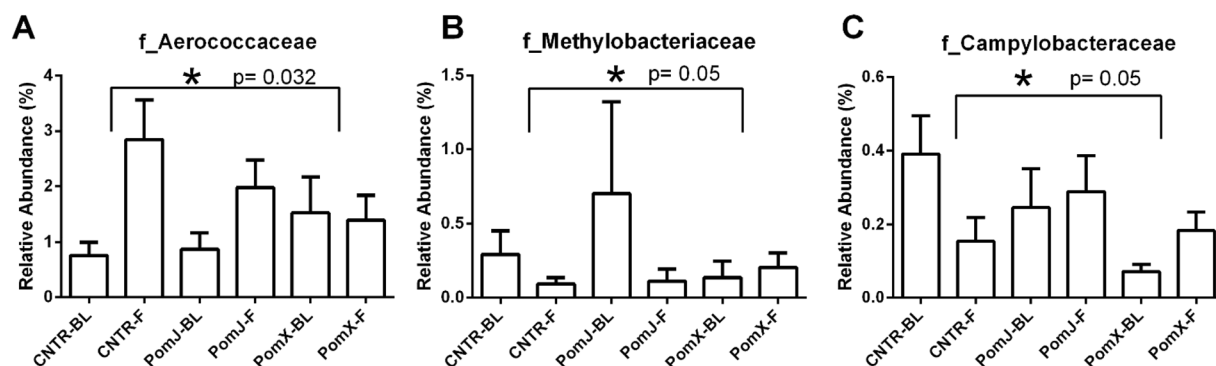 A
f_Aerococcaceae
* p= 0.032
Relative Abundance (%)
4
3
2
1
0
CNTR-BL
CNTR-F
PomJ-BL
PomJ-F
PomX-BL
PomX-F
B
f_Methylobacteriaceae
* p= 0.05
Relative Abundance (%)
1.5
1.0
0.5
0.0
CNTR-BL
CNTR-F
PomJ-BL
PomJ-F
PomX-BL
PomX-F
C
f_Campylobacteraceae
* p= 0.05
Relative Abundance (%)
0.6
0.4
0.2
0.0
CNTR-BL
CNTR-F
PomJ-BL
PomJ-F
PomX-BL
PomX-F